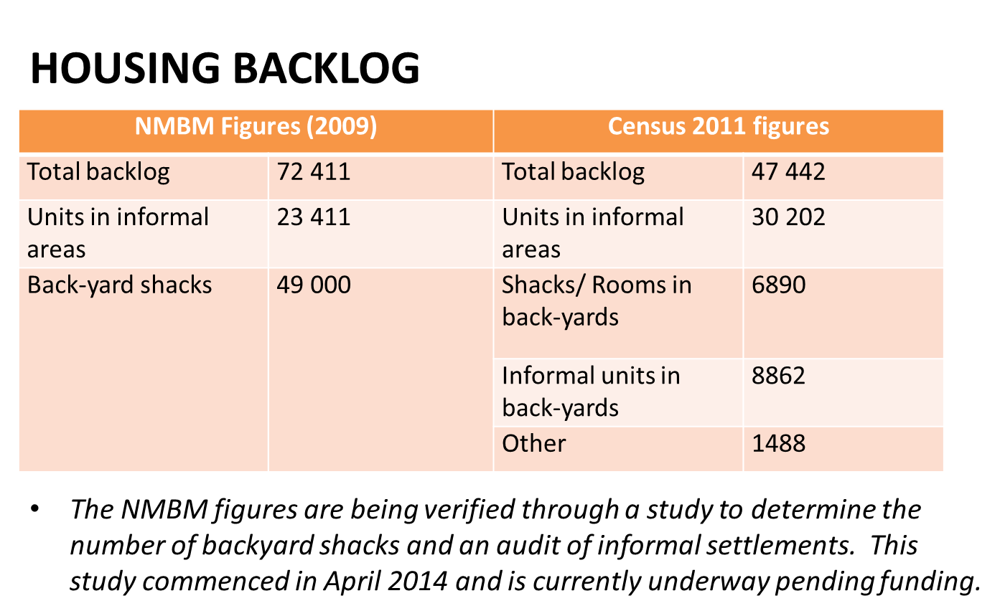 HOUSING BACKLOG
NMBM Figures (2009) Census 2011 figures
Total backlog 72 411 Total backlog 47 442
Units in informal areas 23 411 Units in informal areas 30 202
Back-yard shacks 49 000 Shacks/ Rooms in back-yards 6890
Informal units in back-yards 8862
Other 1488
• The NMBM figures are being verified through a study to determine the
number of backyard shacks and an audit of informal settlements. This
study commenced in April 2014 and is currently underway pending funding.